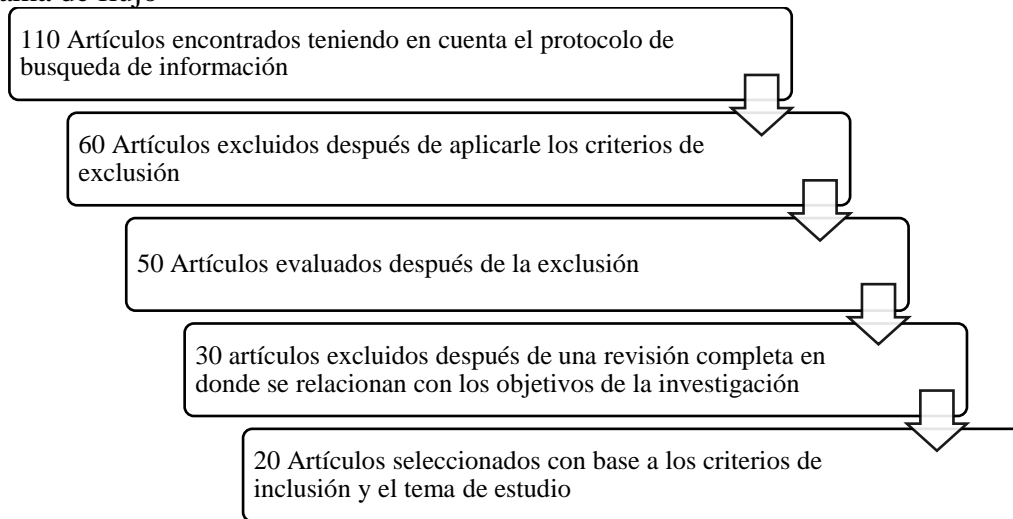 de flujo
110 Artículos encontrados teniendo en cuenta el protocolo de
busqueda de información
60 Artículos excluidos después de aplicarle los criterios de
exclusión
50 Artículos evaluados después de la exclusión
30 artículos excluidos después de una revisión completa en
donde se relacionan con los objetivos de la investigación
20 Artículos seleccionados con base a los criterios de
inclusión y el tema de estudio